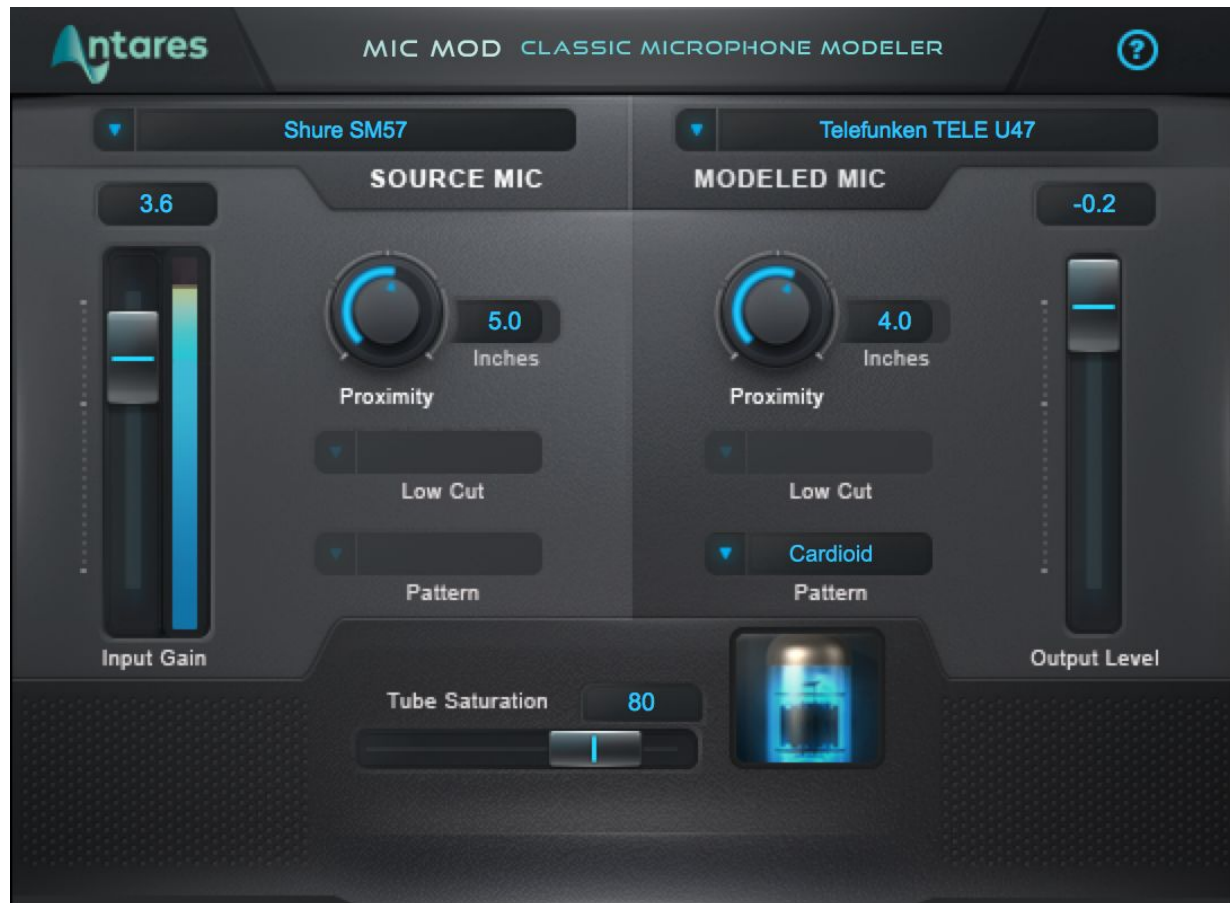 Antares
MIC MOD CLASSIC MICROPHONE MODELER
?
Shure SM57
Telefunken TELE U47
SOURCE MIC
MODELED MIC
3.6
-0.2
5.0
Inches
Proximity
4.0
Inches
Proximity
Low Cut
Low Cut
Cardioid
Pattern
Pattern
Input Gain
Output Level
Tube Saturation
80